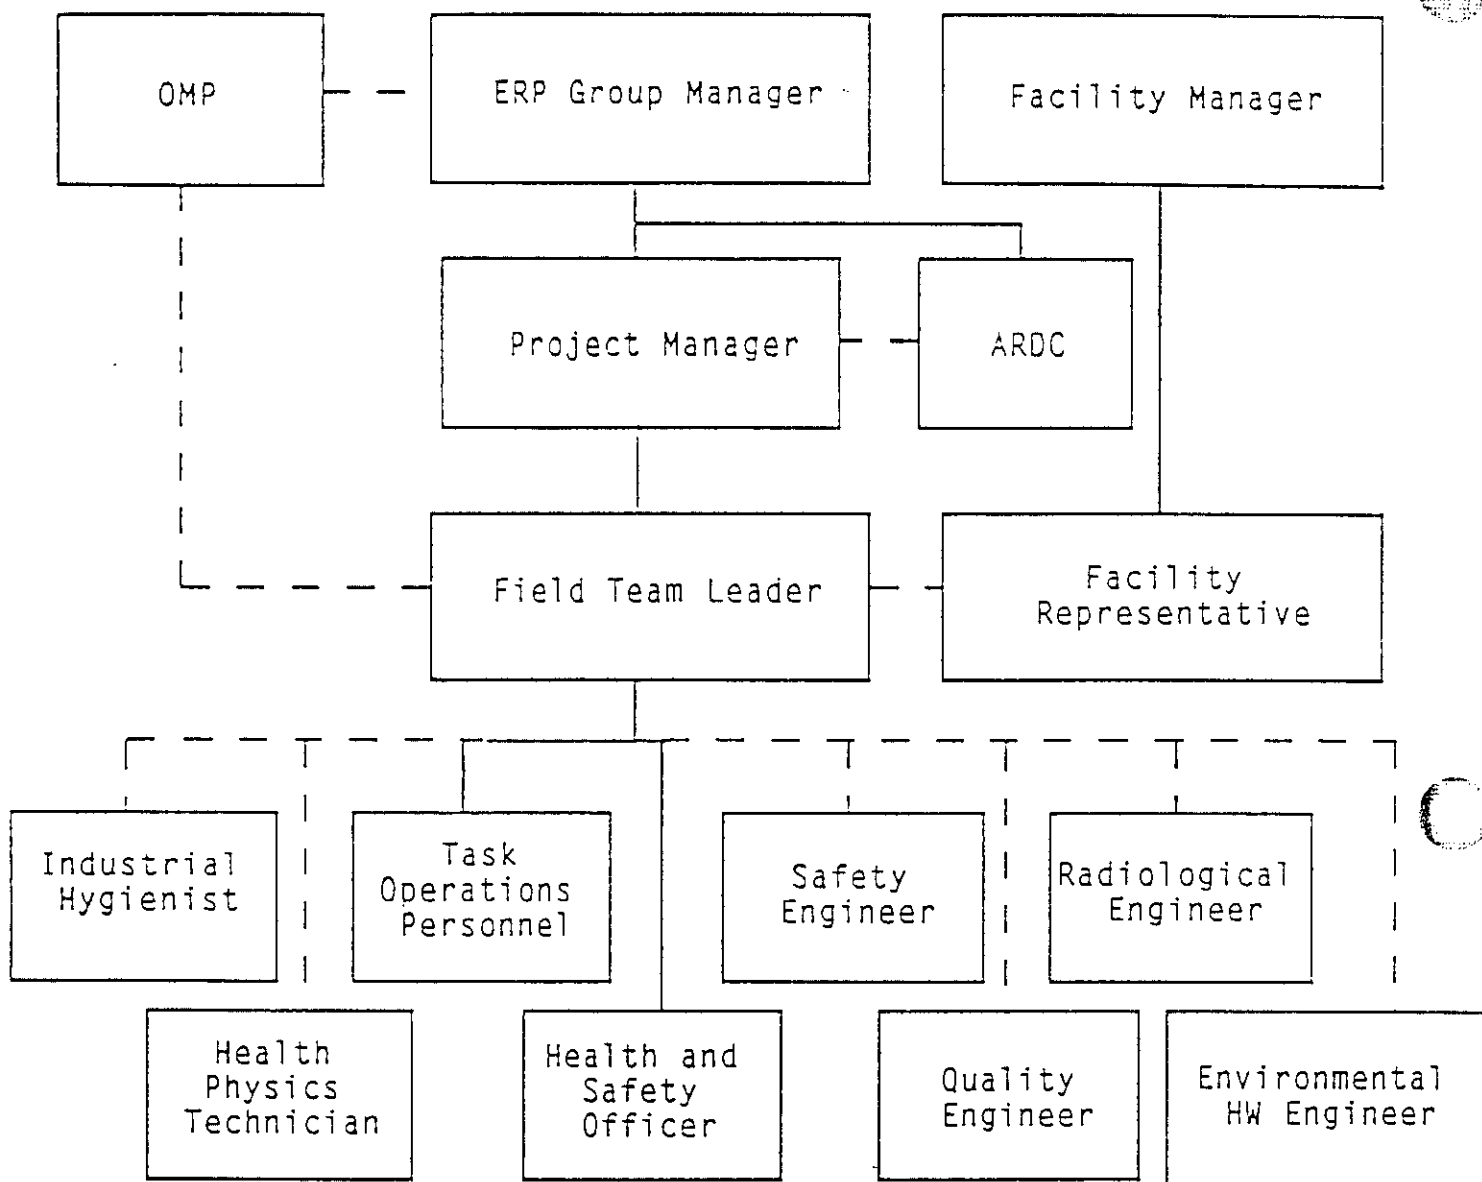 OMP
ERP Group Manager
Facility Manager
Project Manager
ARDC
Field Team Leader
Facility
Representative
Industrial
Hygienist
Task
Operations
Personnel
Safety
Engineer
Radiological
Engineer
Health
Physics
Technician
Health and
Safety
Officer
Quality
Engineer
Environmental
HW Engineer